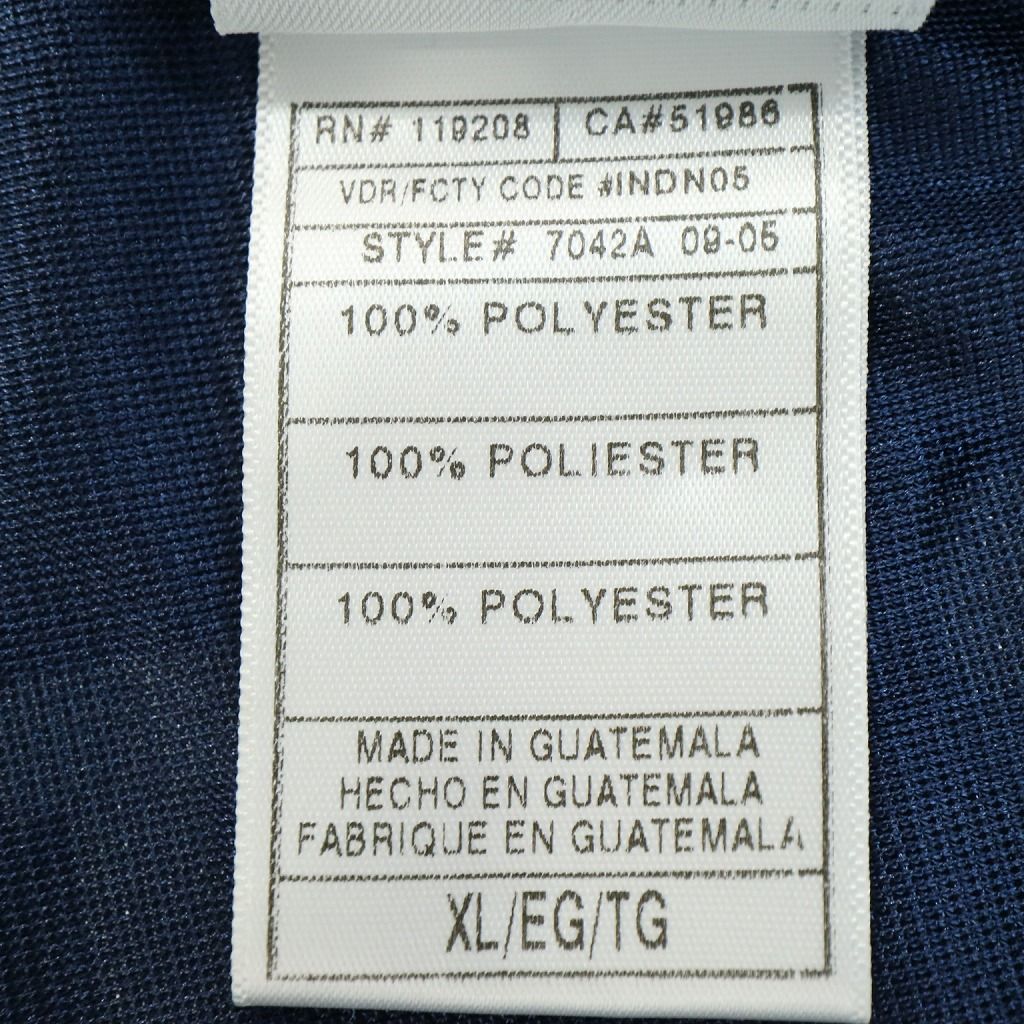 RN# 119208 CA#51986
VDR/FCTY CODE #INDN05
STYLE# 7042A 09-05
100% POLYESTER
100% POLIESTER
100% POLYESTER
MADE IN GUATEMALA
HECHO EN GUATEMALA
FABRIQUE EN GUATEMALA
XL/EG/TG